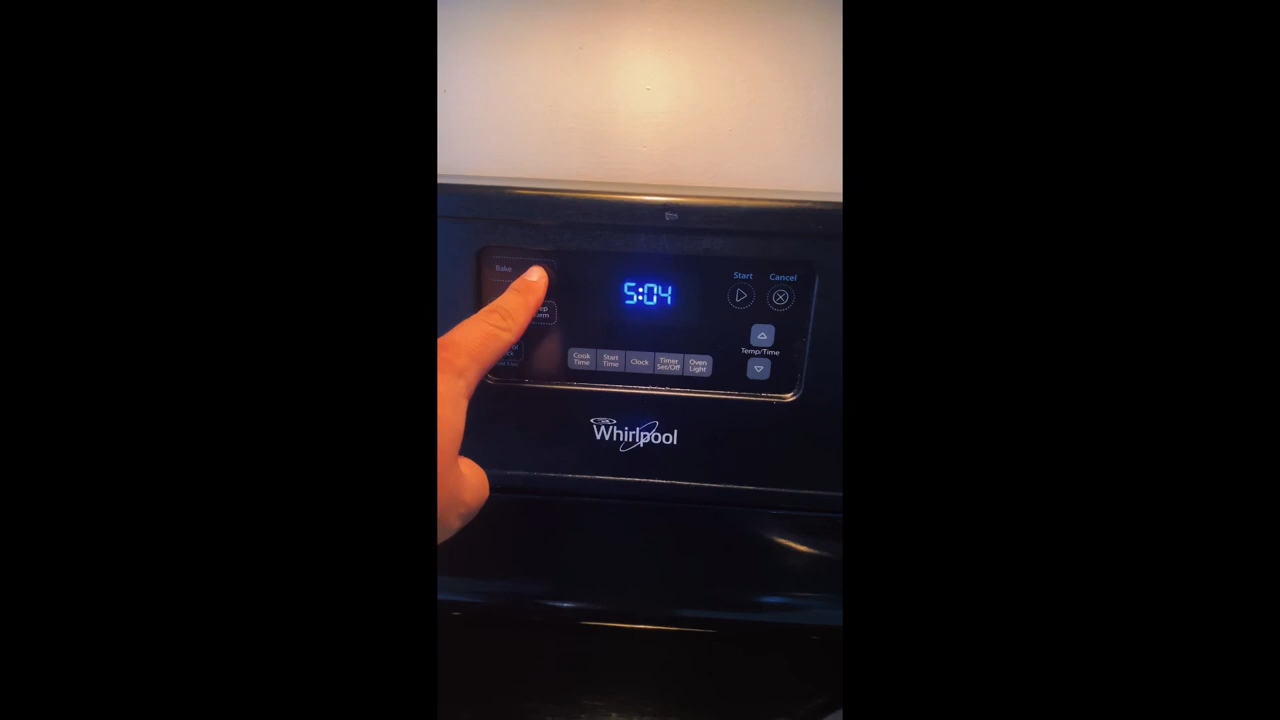 Bake
5:04
Start
Cancel
Temp/Time
Cook
Time
Start
Time
Clock
Timer
Set/Off
Oven
Light
Whirlpool